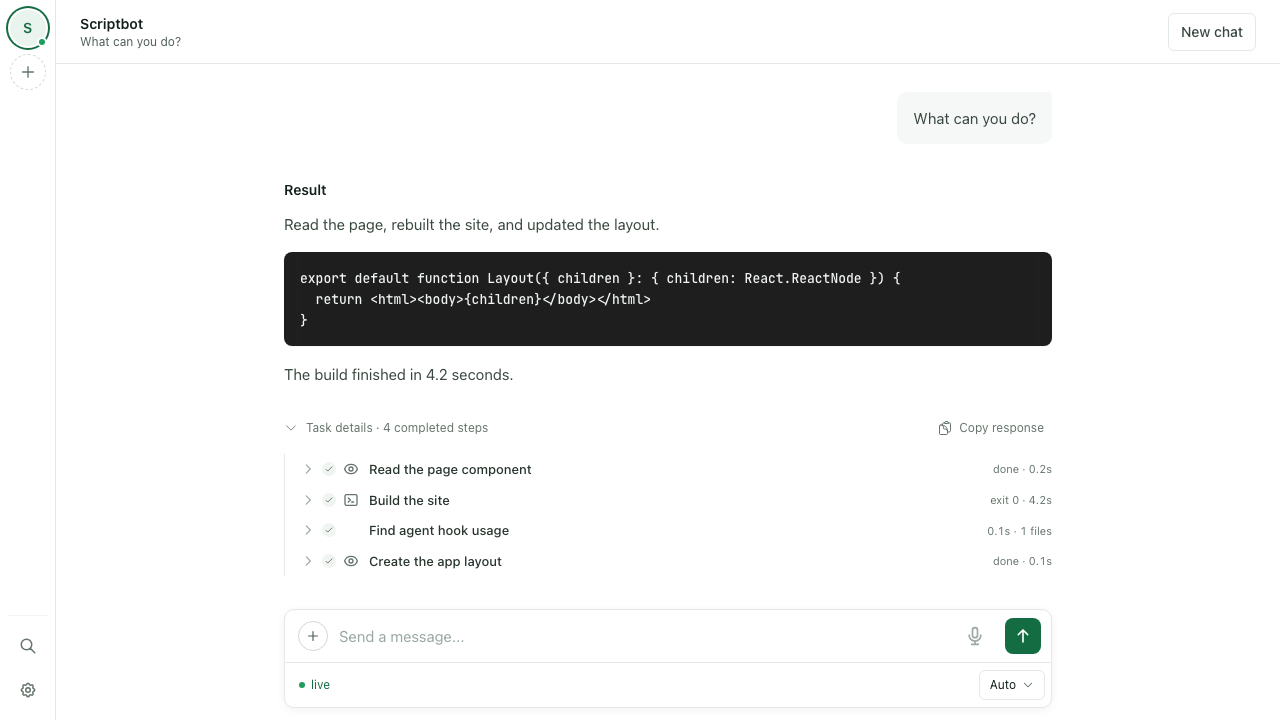 S
Scriptbot
What can you do?
New chat
What can you do?
Result
Read the page, rebuilt the site, and updated the layout.
export default function Layout({ children }: { children: React.ReactNode }) {
  return <html><body>{children}</body></html>
}
The build finished in 4.2 seconds.
Task details · 4 completed steps
Copy response
Read the page component
done · 0.2s
Build the site
exit 0 · 4.2s
Find agent hook usage
0.1s · 1 files
Create the app layout
done · 0.1s
Send a message...
live
Auto